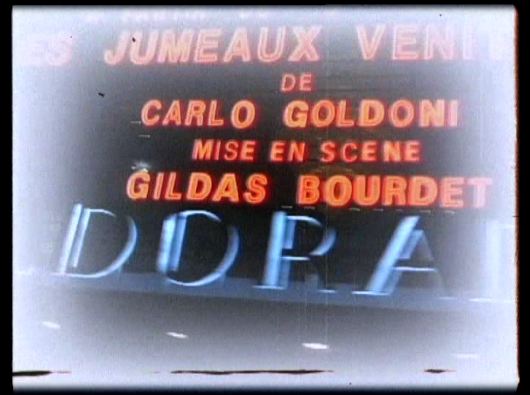 ES JUMEAUX VENI
DE
CARLO GOLDONI
MISE EN SCENE
GILDAS BOURDET
DORA